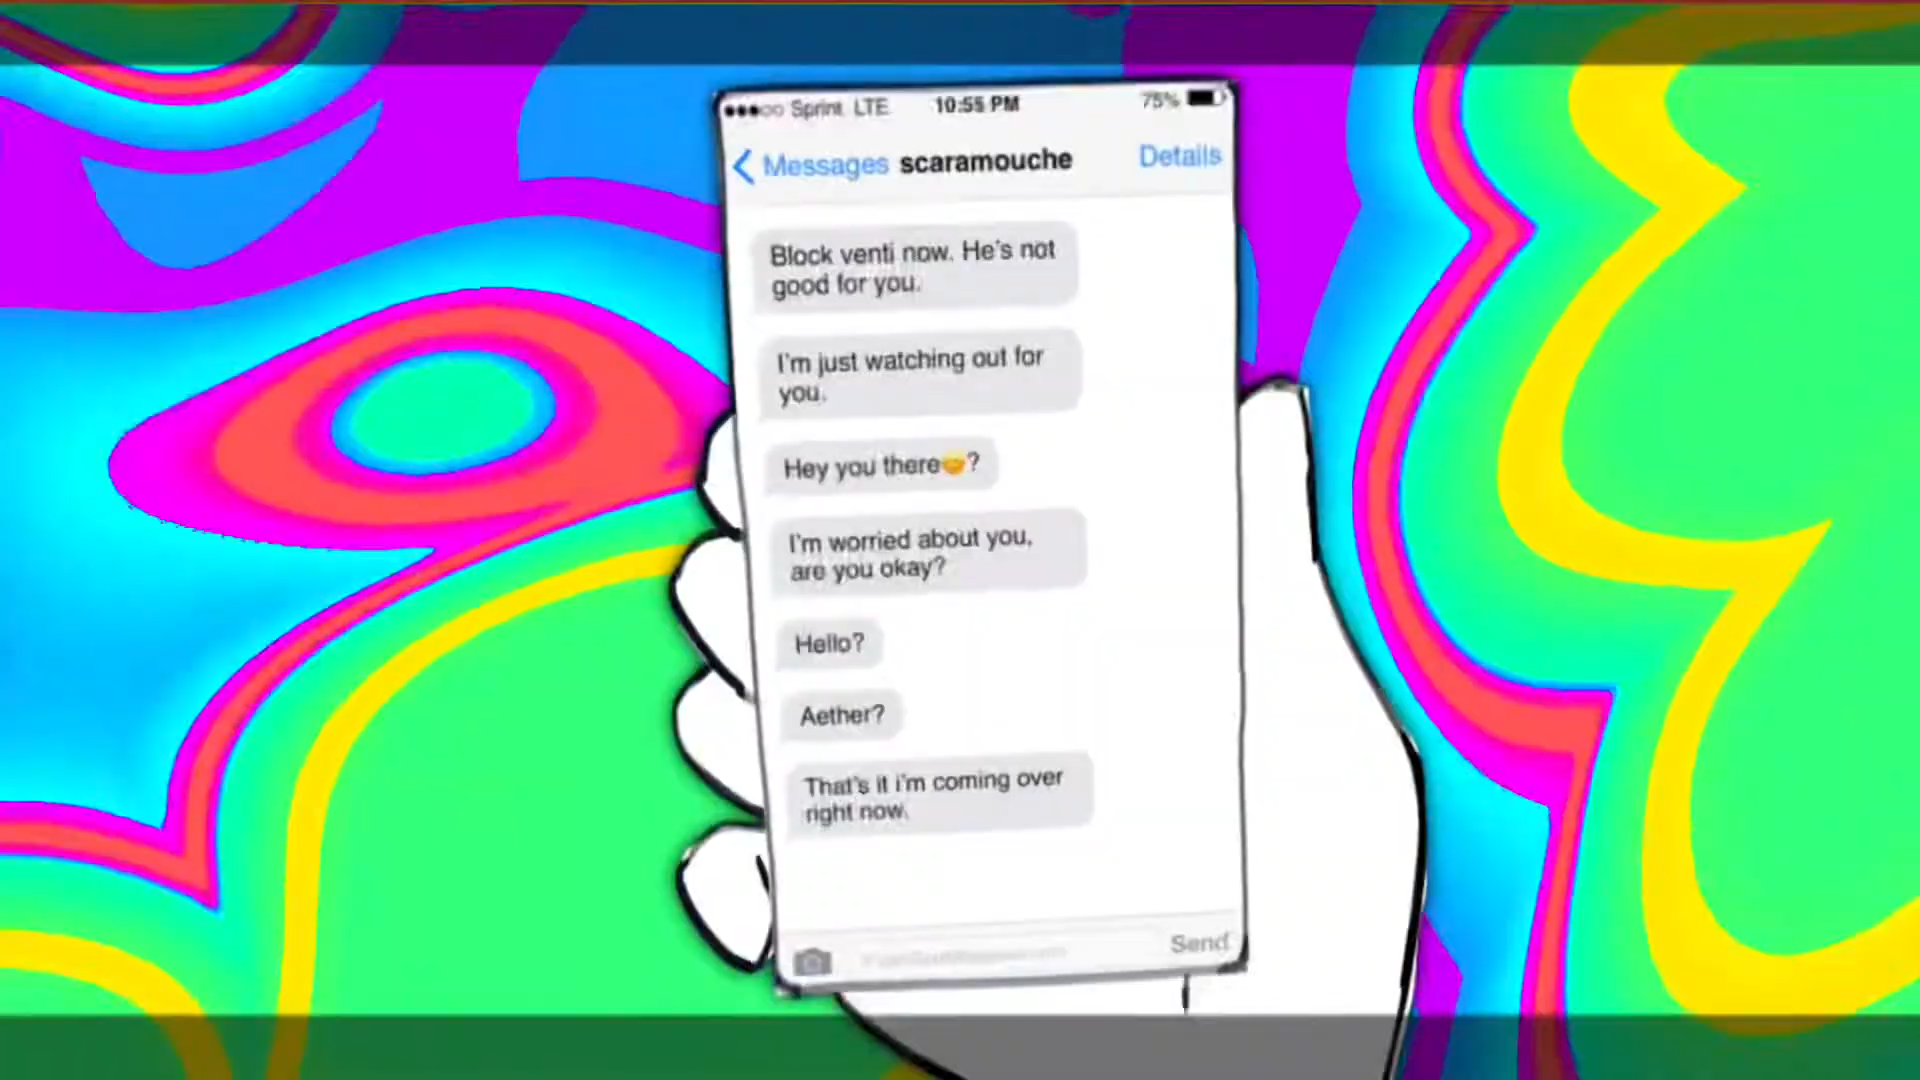 Sprint LTE 10:55 PM 75%
Messages scaramouche Details
Block venti now. He's not
good for you.
I'm just watching out for
you.
Hey you there🤝?
I'm worried about you,
are you okay?
Hello?
Aether?
That's it i'm coming over
right now.
Send